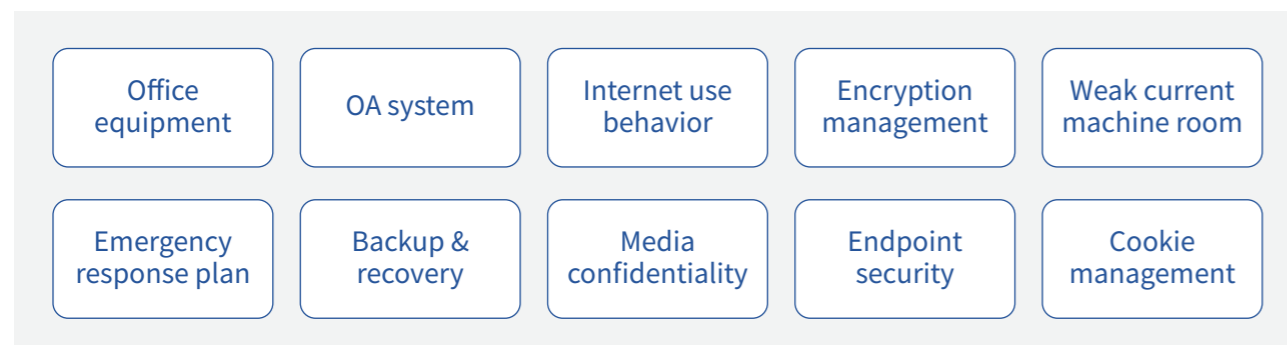 Office
equipment
OA system
Internet use
behavior
Encryption
management
Weak current
machine room
Emergency
response plan
Backup &
recovery
Media
confidentiality
Endpoint
security
Cookie
management